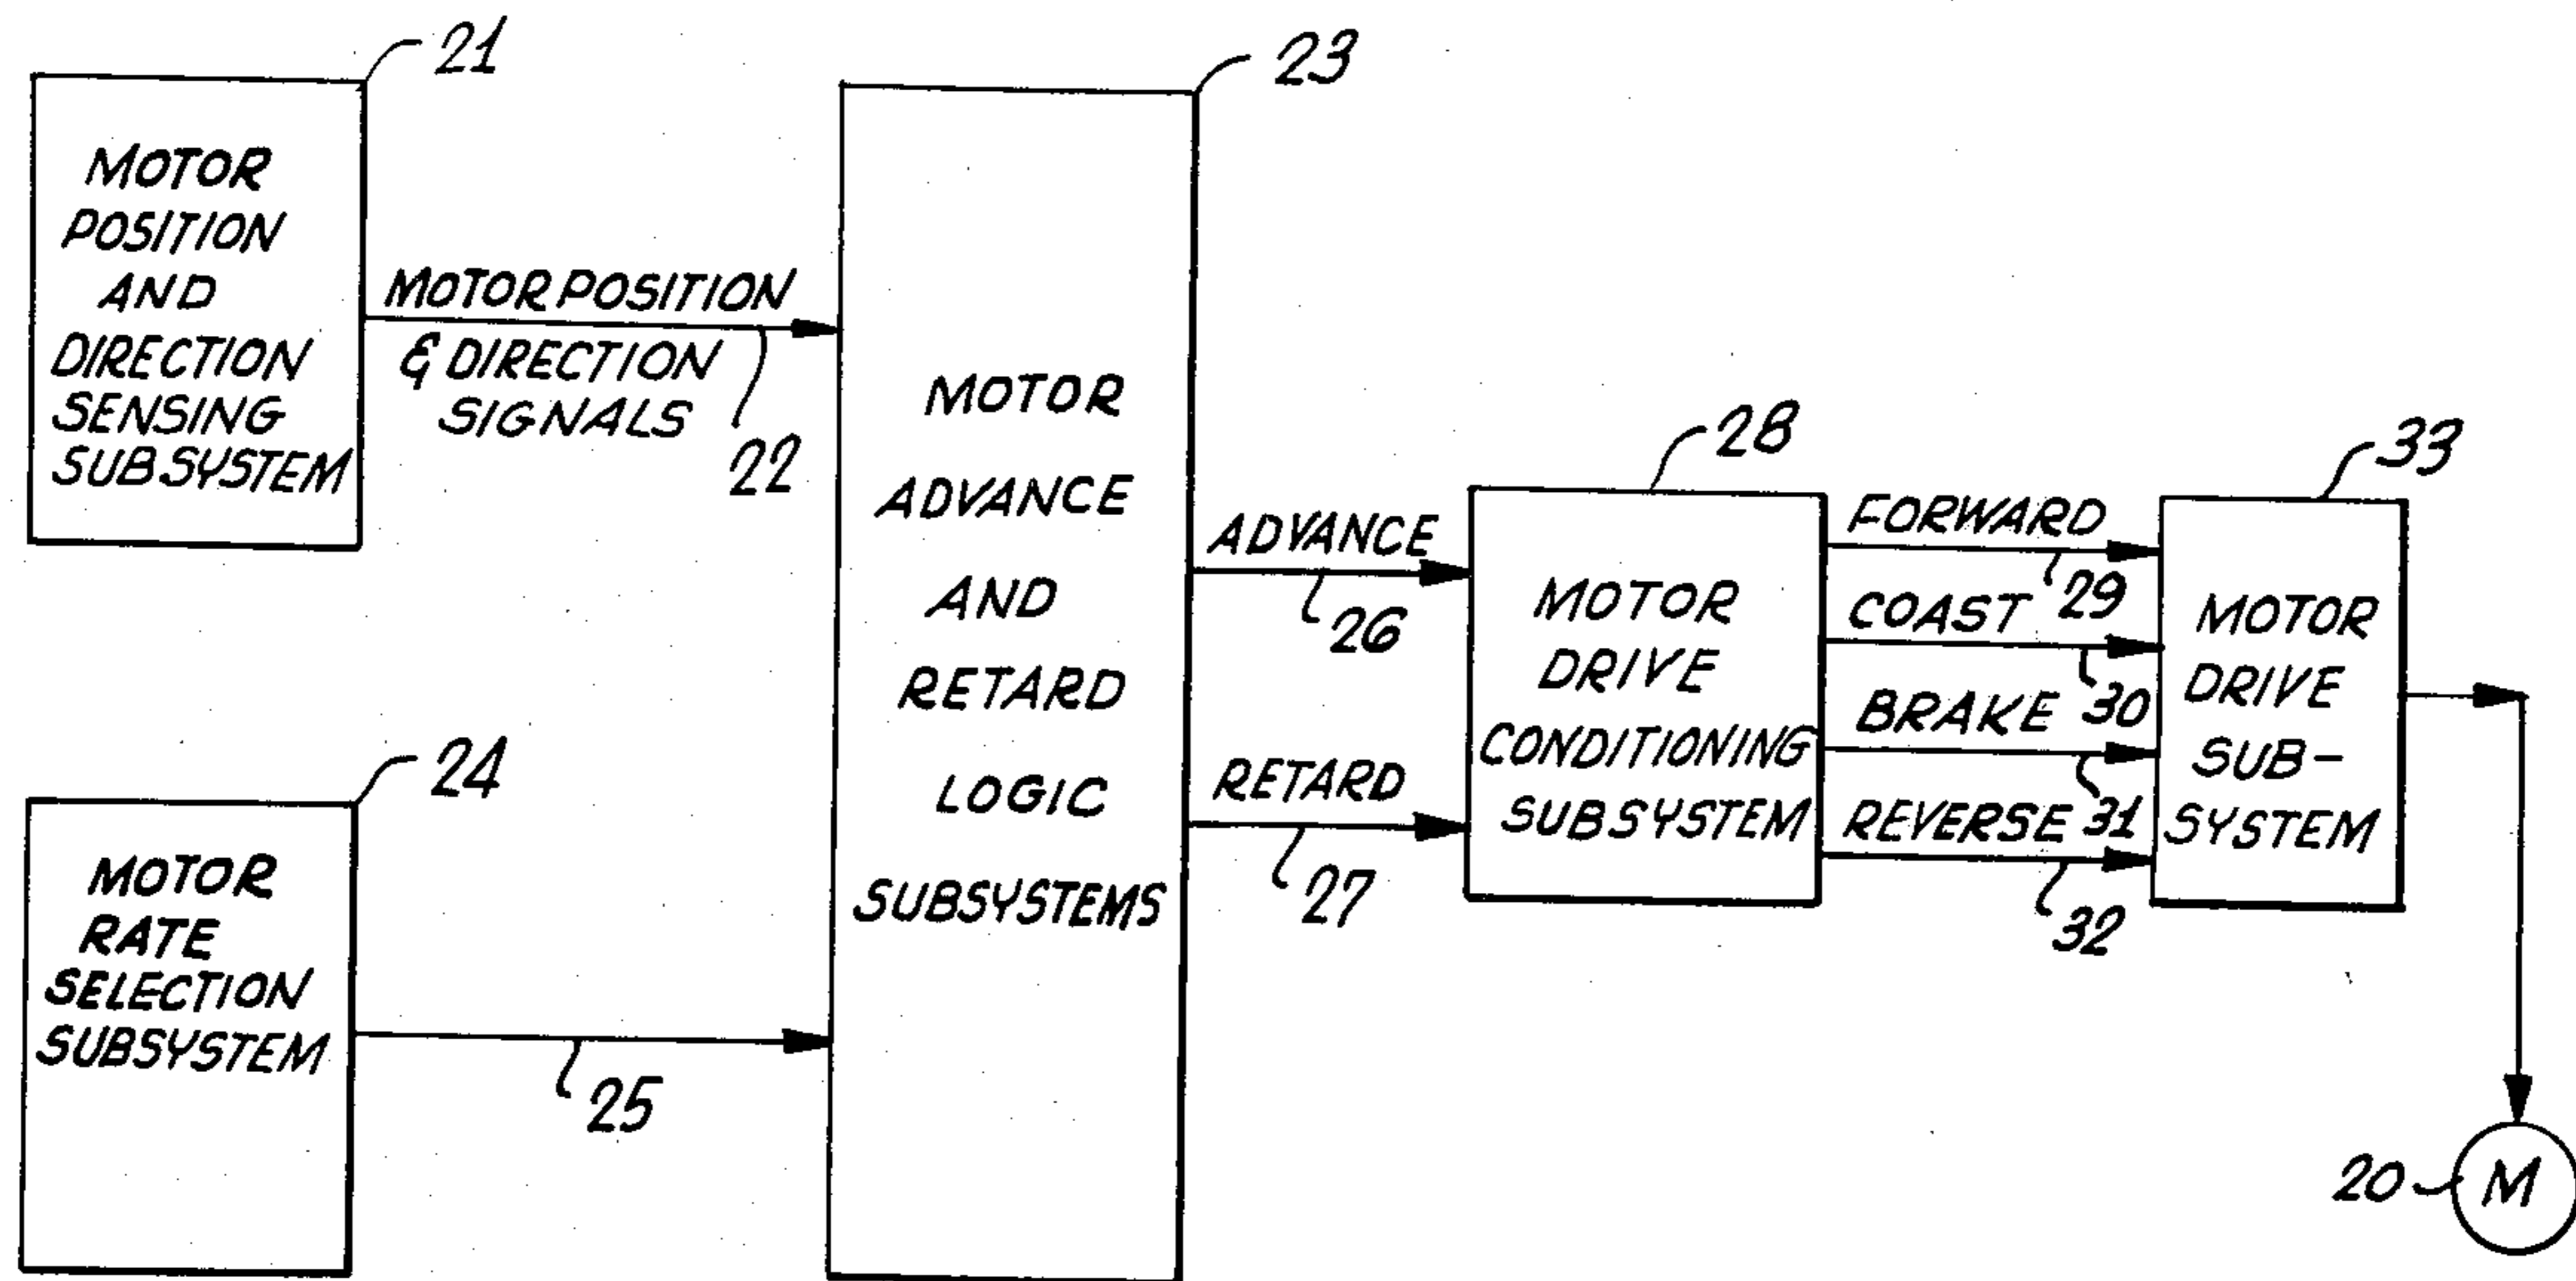 21
MOTOR
POSITION
AND
DIRECTION
SENSING
SUBSYSTEM
MOTOR POSITION
& DIRECTION
SIGNALS
22
23
MOTOR
ADVANCE
AND
RETARD
LOGIC
SUBSYSTEMS
24
MOTOR
RATE
SELECTION
SUBSYSTEM
25
ADVANCE
26
RETARD
27
28
MOTOR
DRIVE
CONDITIONING
SUBSYSTEM
FORWARD
29
COAST
30
BRAKE
31
REVERSE
32
33
MOTOR
DRIVE
SUB-
SYSTEM
20
M